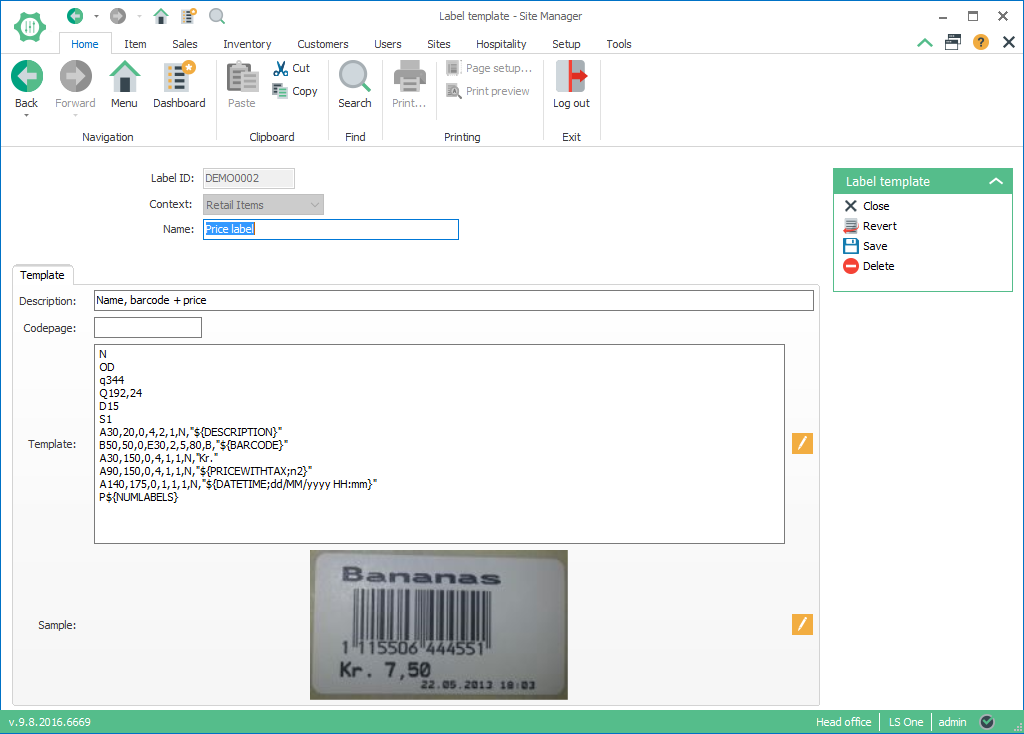 Label template - Site Manager
Home Item Sales Inventory Customers Users Sites Hospitality Setup Tools
Back Forward Menu Dashboard
Navigation
Paste
Cut
Copy
Clipboard
Search
Find
Print...
Page setup...
Print preview
Printing
Log out
Exit
Label ID: DEMO0002
Context: Retail Items
Name: Price label
Label template
Close
Revert
Save
Delete
Template
Description: Name, barcode + price
Codepage:
Template:
N
OD
q344
Q192,24
D15
S1
A30,20,0,4,2,1,N,"${DESCRIPTION}"
B50,50,0,E30,2,5,80,B,"${BARCODE}"
A30,150,0,4,1,1,N,"Kr."
A90,150,0,4,1,1,N,"${PRICEWITHTAX;n2}"
A140,175,0,1,1,1,N,"${DATETIME;dd/MM/yyyy HH:mm}"
P${NUMLABELS}
Sample:
Bananas
1 115506 444551
Kr. 7,50
22.05.2013 18:03
v.9.8.2016.6669
Head office LS One admin